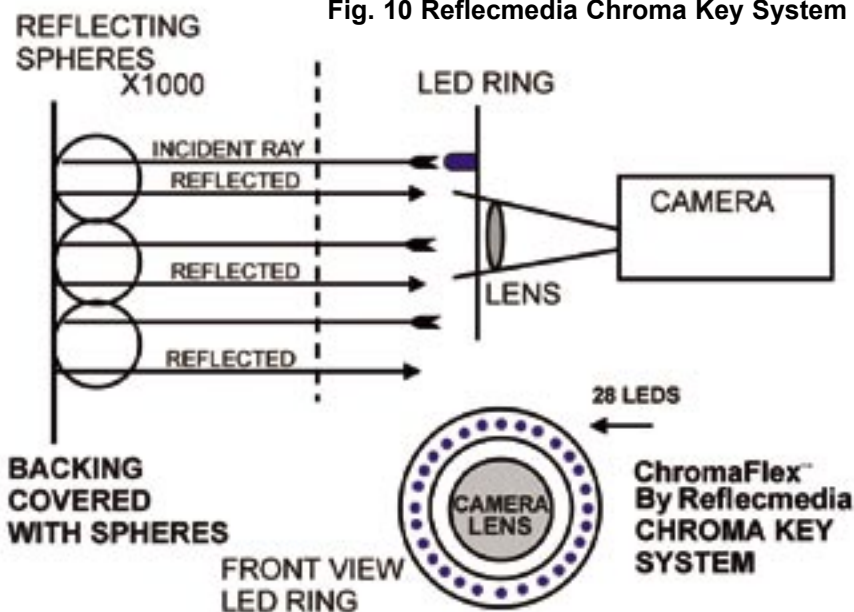 Fig. 10 Reflecmedia Chroma Key System
REFLECTING
SPHERES
X1000
LED RING
INCIDENT RAY
REFLECTED
CAMERA
REFLECTED
LENS
REFLECTED
28 LEDS
BACKING
COVERED
WITH SPHERES
CAMERA
LENS
ChromaFlex™
By Reflecmedia
CHROMA KEY
SYSTEM
FRONT VIEW
LED RING